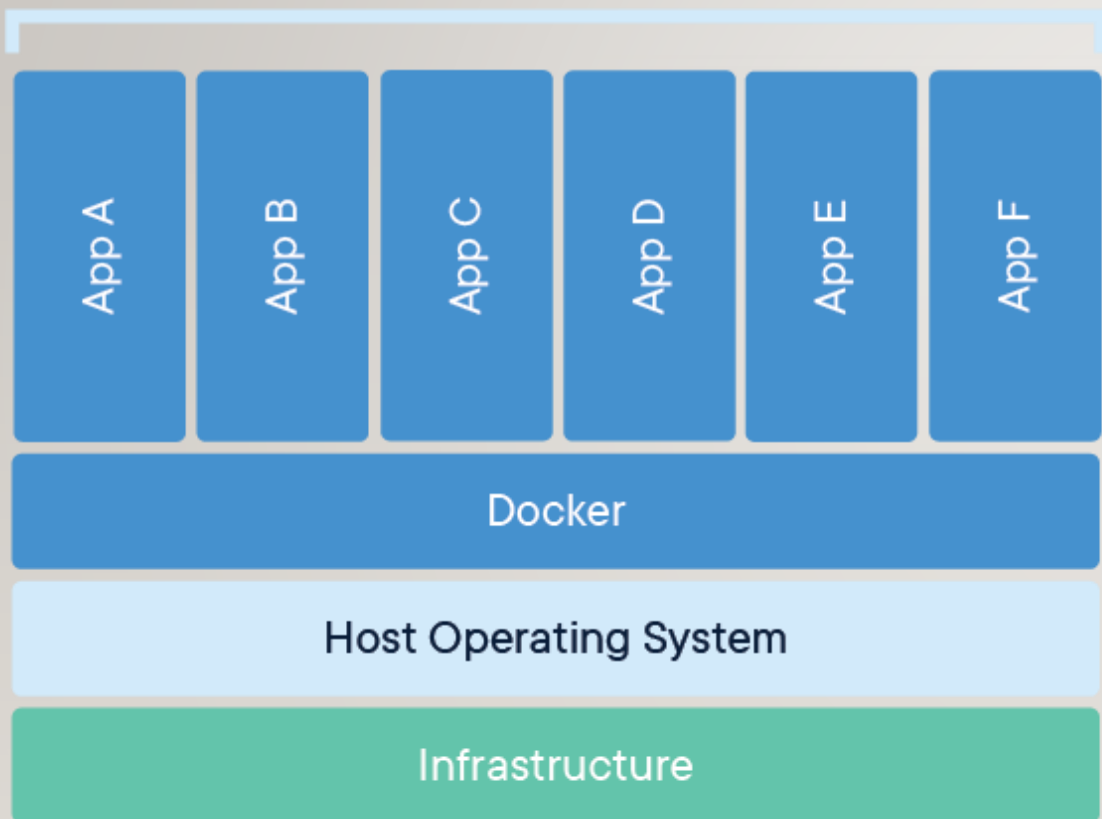 App A
App B
App C
App D
App E
App F
Docker
Host Operating System
Infrastructure